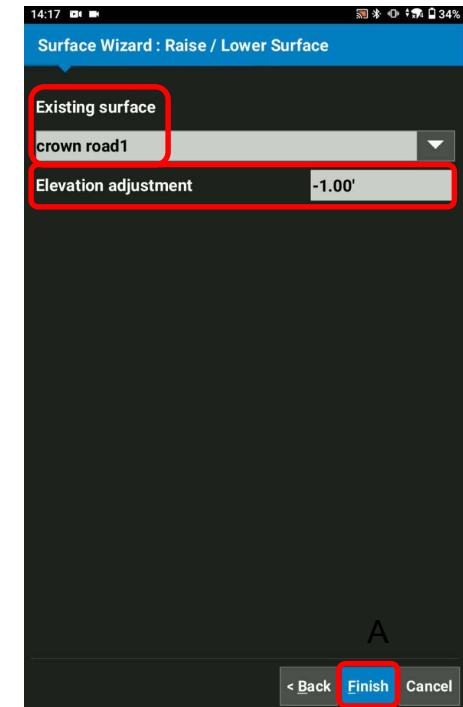 14:17 34%
Surface Wizard : Raise / Lower Surface
Existing surface
crown road1
Elevation adjustment -1.00'
A
< Back Finish Cancel